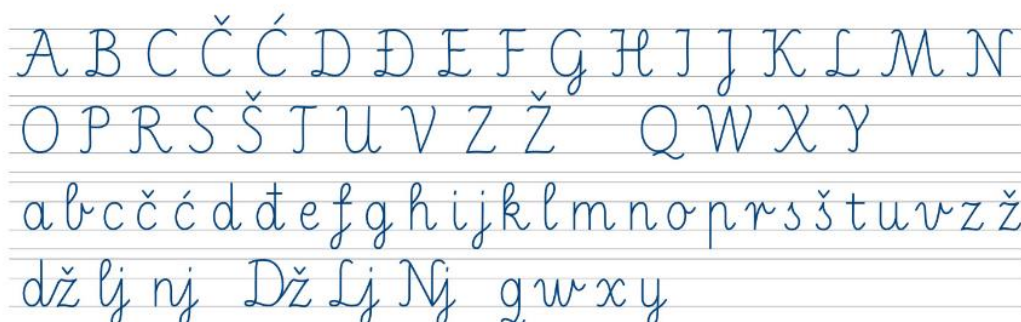 A B C Č Ć D Đ E F G H I J K L M N
O P R S Š T U V Z Ž Q W X Y
a b c č ć d đ e f g h i j k l m n o p r s š t u v z ž
dž lj nj Dž Lj Nj q w x y